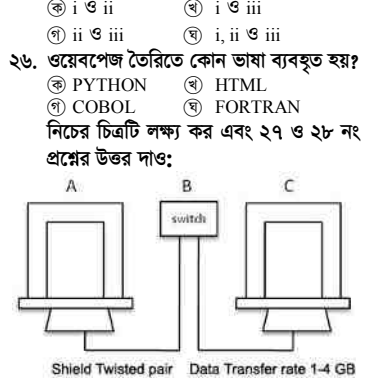 ক i ও ii খ i ও iii
গ ii ও iii ঘ i, ii ও iii
২৬. ওয়েবপেজ তৈরিতে কোন ভাষা ব্যবহৃত হয়?
ক PYTHON খ HTML
গ COBOL ঘ FORTRAN
নিচের চিত্রটি লক্ষ্য কর এবং ২৭ ও ২৮ নং
প্রশ্নের উত্তর দাও:
A B C
switch
Shield Twisted pair Data Transfer rate 1-4 GB